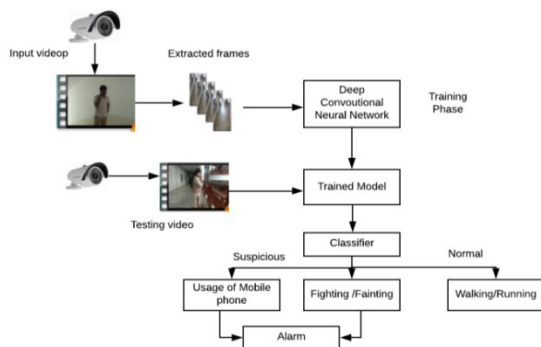 Input videop
Extracted frames
Deep
Convoutional
Neural Network
Training
Phase
Trained Model
Testing video
Classifier
Suspicious
Normal
Usage of Mobile
phone
Fighting /Fainting
Walking/Running
Alarm